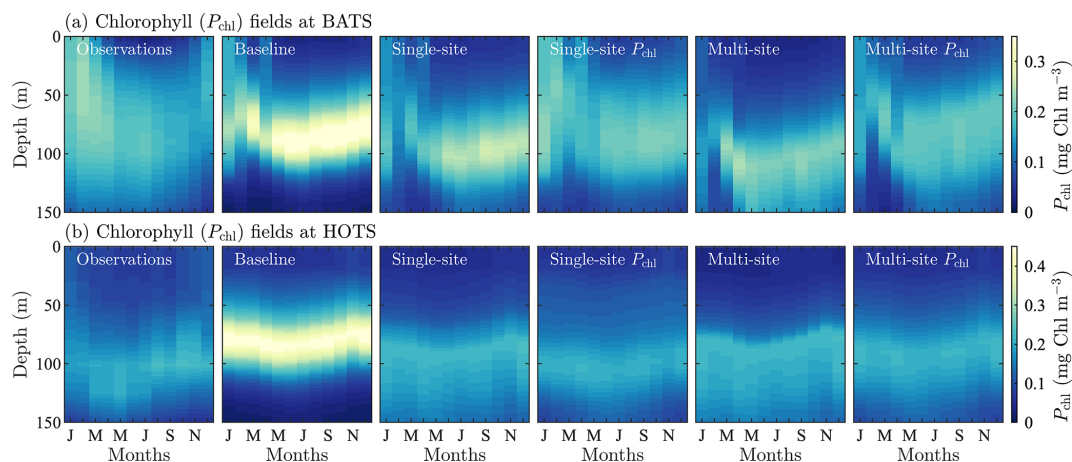 (a) Chlorophyll (P_chl) fields at BATS
Observations Baseline Single-site Single-site P_chl Multi-site Multi-site P_chl
0
50
100
150
Depth (m)
0.3
0.2
0.1
0
P_chl (mg Chl m⁻³)
(b) Chlorophyll (P_chl) fields at HOTS
Observations Baseline Single-site Single-site P_chl Multi-site Multi-site P_chl
0
50
100
150
Depth (m)
0.4
0.3
0.2
0.1
0
P_chl (mg Chl m⁻³)
J M M J S N J M M J S N J M M J S N J M M J S N J M M J S N J M M J S N
Months Months Months Months Months Months